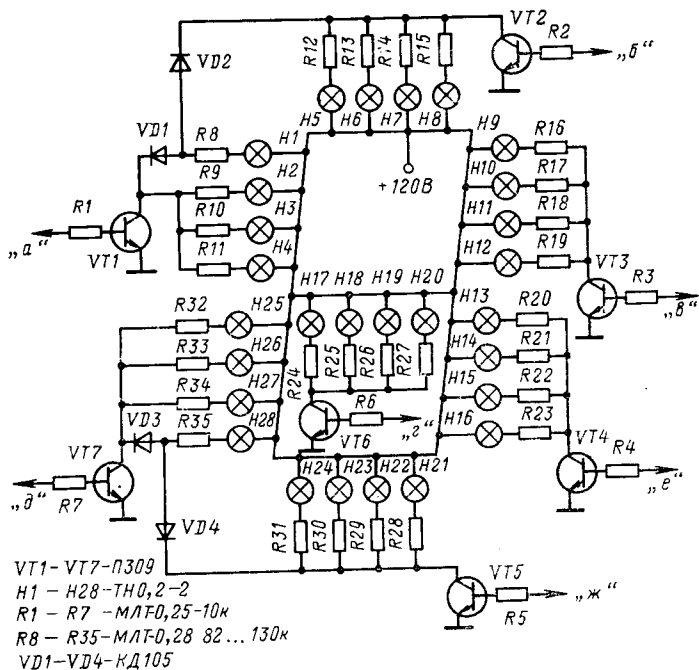 R12
R13
R14
R15
VT2
R2
„б“
VD2
H5
H6
H7
H8
VD1
R8
H1
H9
R16
R9
H2
H10
R17
+120В
R1
R10
H3
H11
R18
„а“
R11
H4
H12
R19
VT1
VT3
R3
„в“
H17
H18
H19
H20
R32
H25
H13
R20
R33
H26
H14
R21
R24
R25
R26
R27
R34
H27
H15
R22
VD3
R35
H28
R6
„г“
H16
R23
VT7
VT6
VT4
R4
„д“
R7
„е“
H24
H23
H22
H21
VD4
R31
R30
R29
R28
VT5
„ж“
R5
VT1-VT7-П309
H1 - H28-ТН0,2-2
R1 - R7 -МЛТ-0,25-10к
R8 - R35-МЛТ-0,28 82...130к
VD1-VD4-КД105